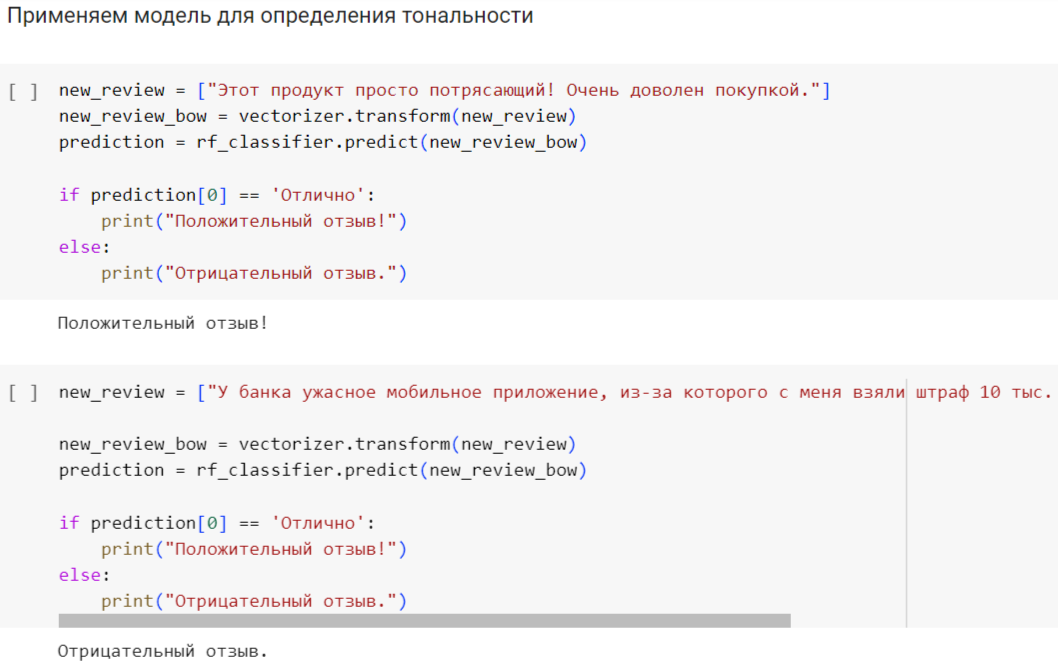 Применяем модель для определения тональности
[ ] new_review = ["Этот продукт просто потрясающий! Очень доволен покупкой."]
new_review_bow = vectorizer.transform(new_review)
prediction = rf_classifier.predict(new_review_bow)
if prediction[0] == 'Отлично':
print("Положительный отзыв!")
else:
print("Отрицательный отзыв.")
Положительный отзыв!
[ ] new_review = ["У банка ужасное мобильное приложение, из-за которого с меня взяли штраф 10 тыс.
new_review_bow = vectorizer.transform(new_review)
prediction = rf_classifier.predict(new_review_bow)
if prediction[0] == 'Отлично':
print("Положительный отзыв!")
else:
print("Отрицательный отзыв.")
Отрицательный отзыв.